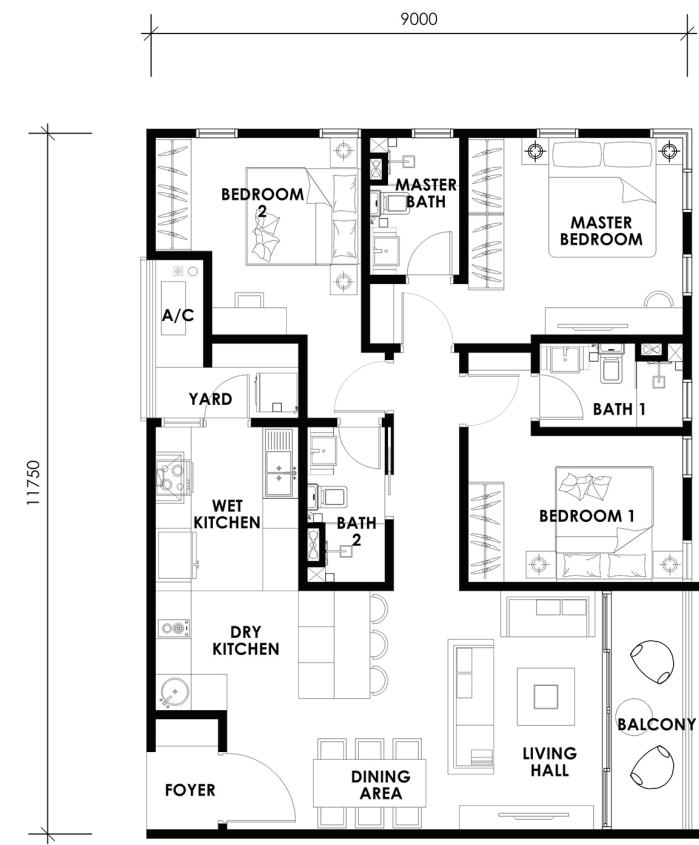 9000
11750
BEDROOM
2
MASTER
BATH
MASTER
BEDROOM
A/C
YARD
BATH 1
WET
KITCHEN
BATH
2
BEDROOM 1
DRY
KITCHEN
BALCONY
LIVING
HALL
FOYER
DINING
AREA